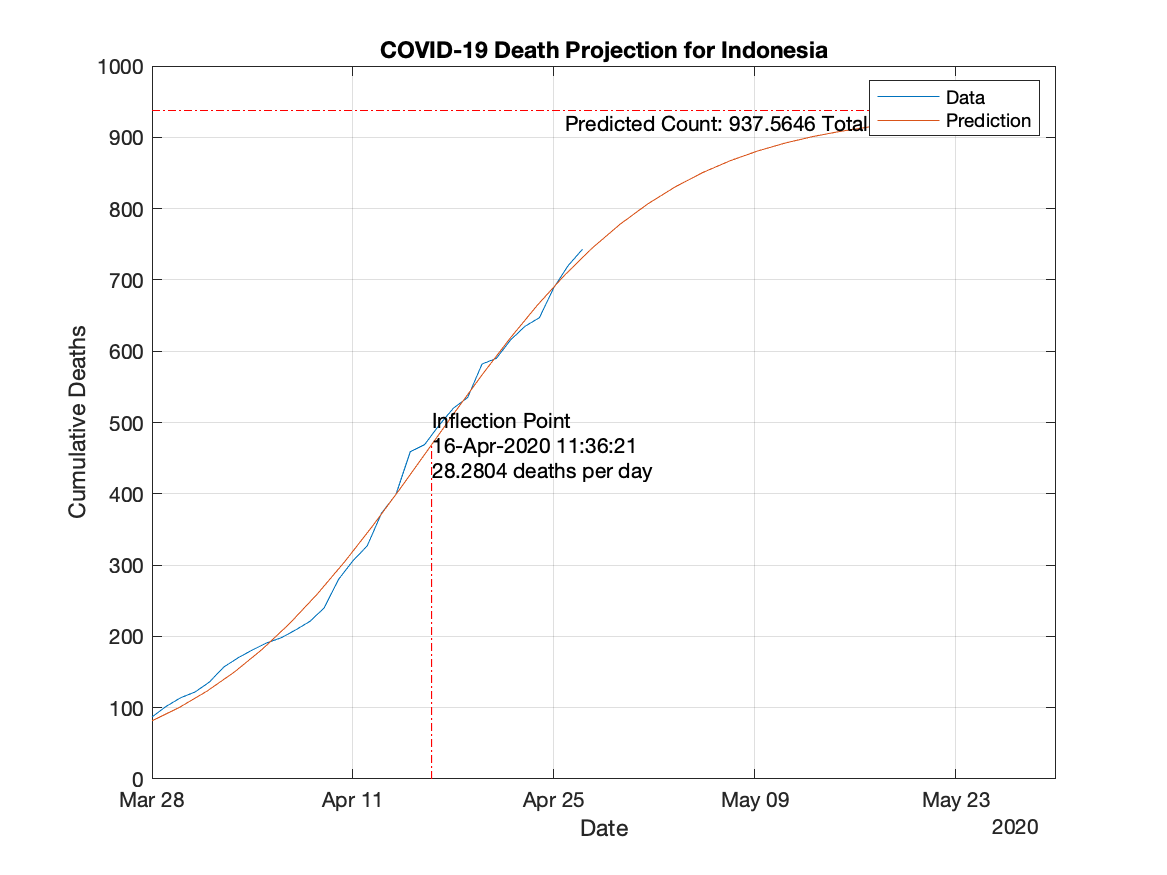 COVID-19 Death Projection for Indonesia
1000
900
800
700
600
500
400
300
200
100
0
Cumulative Deaths
Data
Prediction
Predicted Count: 937.5646 Total
Inflection Point
16-Apr-2020 11:36:21
28.2804 deaths per day
Mar 28
Apr 11
Apr 25
May 09
May 23
Date
2020